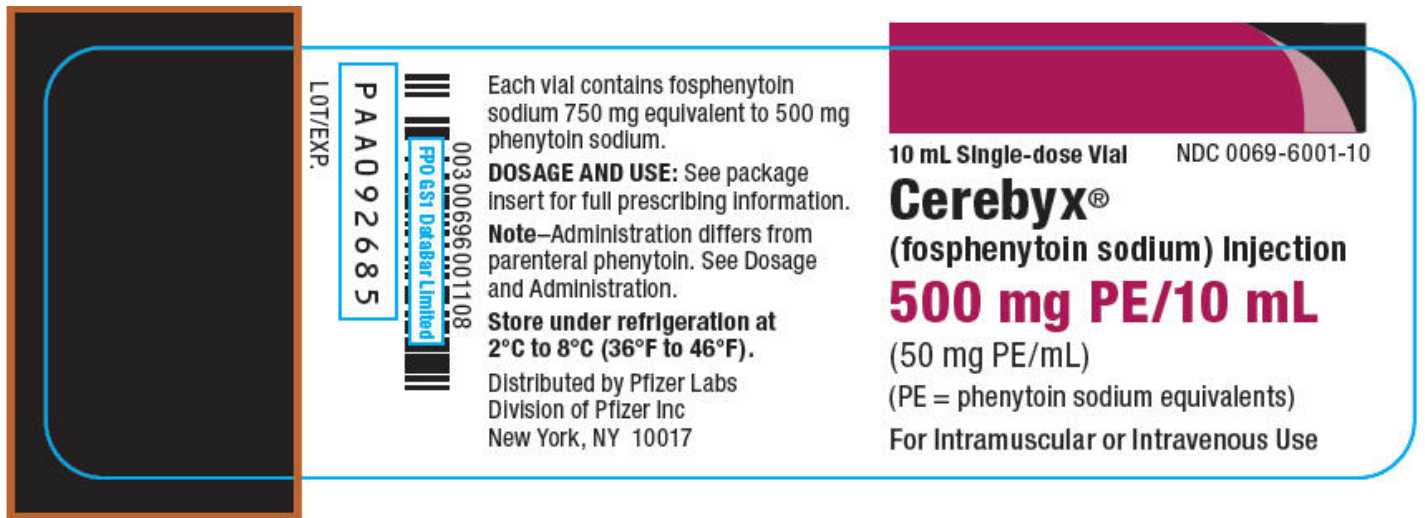 LOT/EXP.
PAA092685
FPO GS1 DataBar Limited
00300696001108
Each vial contains fosphenytoin
sodium 750 mg equivalent to 500 mg
phenytoin sodium.
DOSAGE AND USE: See package
insert for full prescribing information.
Note–Administration differs from
parenteral phenytoin. See Dosage
and Administration.
Store under refrigeration at
2°C to 8°C (36°F to 46°F).
Distributed by Pfizer Labs
Division of Pfizer Inc
New York, NY 10017
10 mL Single-dose Vial NDC 0069-6001-10
Cerebyx®
(fosphenytoin sodium) Injection
500 mg PE/10 mL
(50 mg PE/mL)
(PE = phenytoin sodium equivalents)
For Intramuscular or Intravenous Use